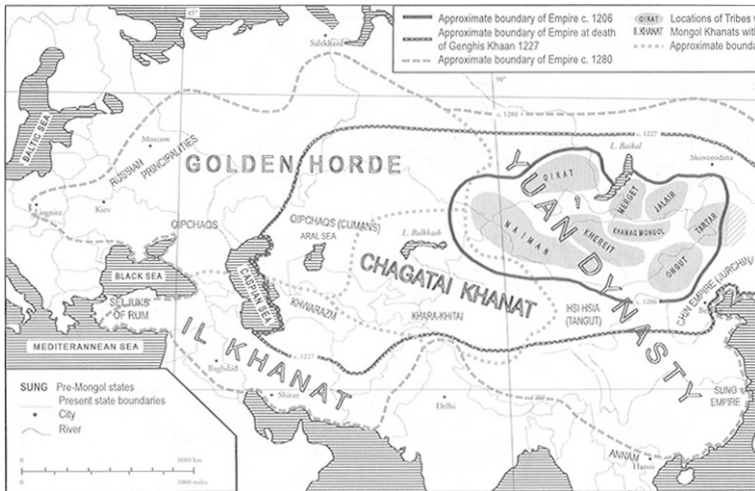 Approximate boundary of Empire c. 1206
Approximate boundary of Empire at death
of Genghis Khaan 1227
Approximate boundary of Empire c. 1280
OIRAT
Locations of Tribes
IL KHANAT
Mongol Khanats with
Approximate bounda
45°
90°
Salekhard
BALTIC SEA
Moscow
RUSSIAN
PRINCIPALITIES
GOLDEN HORDE
c. 1280
c. 1227
L. Baikal
Skovorodino
YUAN DYNASTY
OIRAT
MERGET
JALAIR
TARTAR
NAIMAN
KHEREIT
KHAMAG MONGOL
ONGUT
Liegnitz
Kiev
QIPCHAQS
QIPCHAQS (CUMANS)
ARAL SEA
L. Balkhash
CHAGATAI KHANAT
BLACK SEA
CASPIAN SEA
SELJUKS
OF RUM
KHWARAZM
KHARA-KHITAI
HSI-HSIA
(TANGUT)
c. 1206
CHIN EMPIRE (JURCHIN)
MEDITERANNEAN SEA
IL KHANAT
c. 1227
Baghdad
Shiraz
Delhi
SUNG
EMPIRE
ANNAM
Hanoi
SUNG Pre-Mongol states
Present state boundaries
City
River
0
1600 km
0
1000 miles